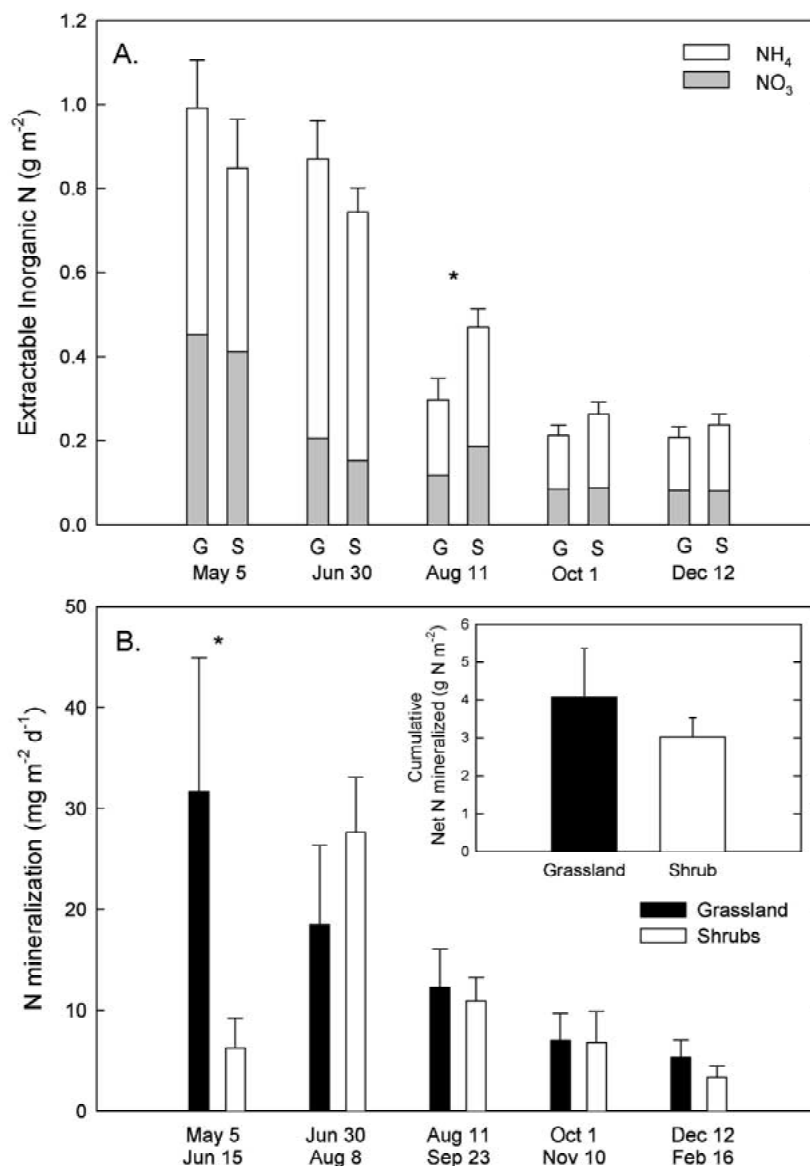 A.
NH4
NO3
Extractable Inorganic N (g m-2)
1.2
1.0
0.8
0.6
0.4
0.2
0.0
*
G S G S G S G S G S
May 5 Jun 30 Aug 11 Oct 1 Dec 12
B.
*
N mineralization (mg m-2 d-1)
50
40
30
20
10
0
Cumulative
Net N mineralized (g N m-2)
6
5
4
3
2
1
0
Grassland Shrub
Grassland
Shrubs
May 5 Jun 30 Aug 11 Oct 1 Dec 12
Jun 15 Aug 8 Sep 23 Nov 10 Feb 16